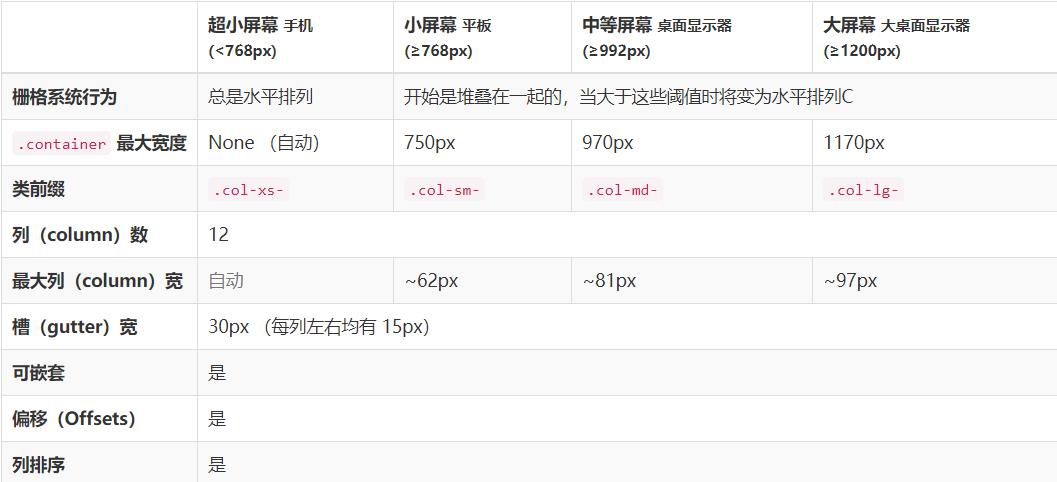 超小屏幕 手机 小屏幕 平板 中等屏幕 桌面显示器 大屏幕 大桌面显示器
(<768px) (≥768px) (≥992px) (≥1200px)
栅格系统行为 总是水平排列 开始是堆叠在一起的，当大于这些阈值时将变为水平排列C
.container 最大宽度 None （自动） 750px 970px 1170px
类前缀 .col-xs- .col-sm- .col-md- .col-lg-
列（column）数 12
最大列（column）宽 自动 ~62px ~81px ~97px
槽（gutter）宽 30px （每列左右均有 15px）
可嵌套 是
偏移（Offsets） 是
列排序 是